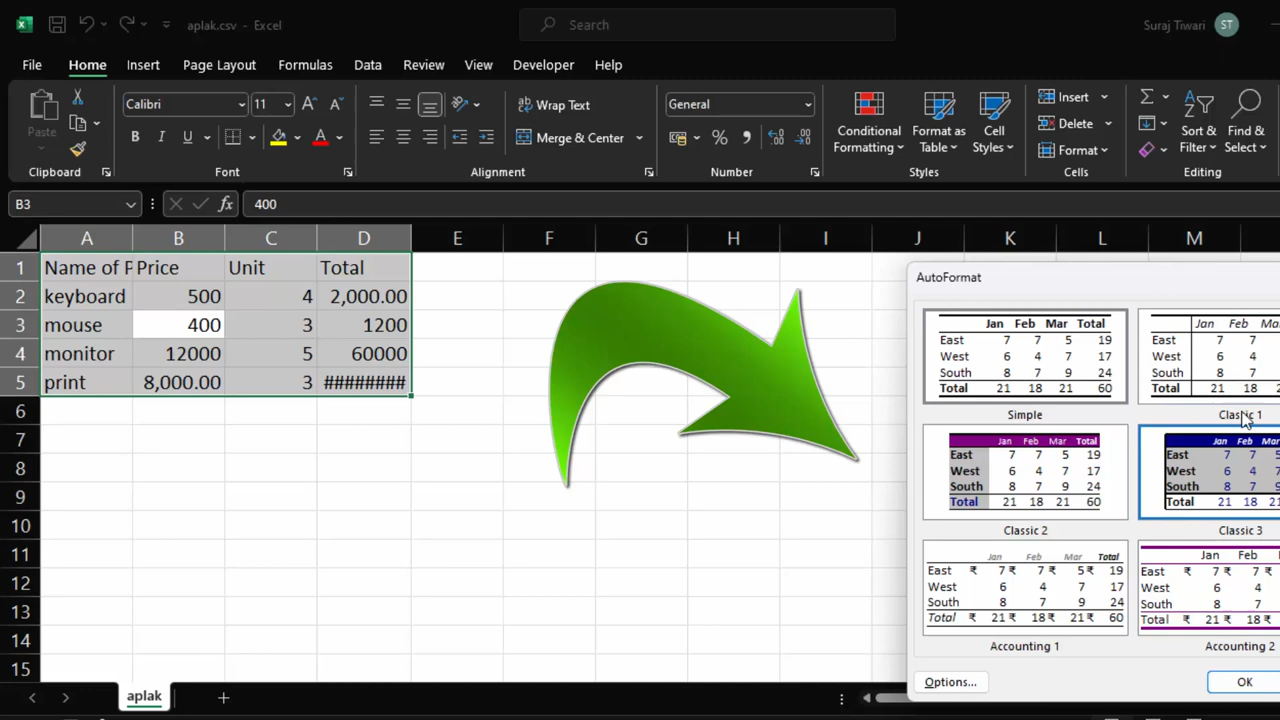 aplak.csv - Excel
Search
Suraj Tiwari ST
File Home Insert Page Layout Formulas Data Review View Developer Help
Paste
Clipboard
Calibri 11
B I U
Font
Wrap Text
Merge & Center
Alignment
General
Number
Conditional Formatting
Format as Table
Cell Styles
Styles
Insert
Delete
Format
Cells
Sort & Filter
Find & Select
Editing
B3 fx 400
A B C D E F G H I J K L M
1 Name of P Price Unit Total
2 keyboard 500 4 2,000.00
3 mouse 400 3 1200
4 monitor 12000 5 60000
5 print 8,000.00 3 ########
6
7
8
9
10
11
12
13
14
15
AutoFormat
Jan Feb Mar Total
East 7 7 5 19
West 6 4 7 17
South 8 7 9 24
Total 21 18 21 60
Simple
Jan Feb
East 7 7
West 6 4
South 8 7
Total 21 18
Classic 1
Jan Feb Mar Total
East 7 7 5 19
West 6 4 7 17
South 8 7 9 24
Total 21 18 21 60
Classic 2
Jan Feb
East 7 7
West 6 4
South 8 7
Total 21 18
Classic 3
Jan Feb Mar Total
East ₹ 7 ₹ 7 ₹ 5 ₹ 19
West 6 4 7 17
South 8 7 9 24
Total ₹ 21 ₹ 18 ₹ 21 ₹ 60
Accounting 1
Jan Feb
East ₹ 7 ₹ 7 ₹
West 6 4
South 8 7
Total ₹ 21 ₹ 18 ₹
Accounting 2
Options...
OK
aplak